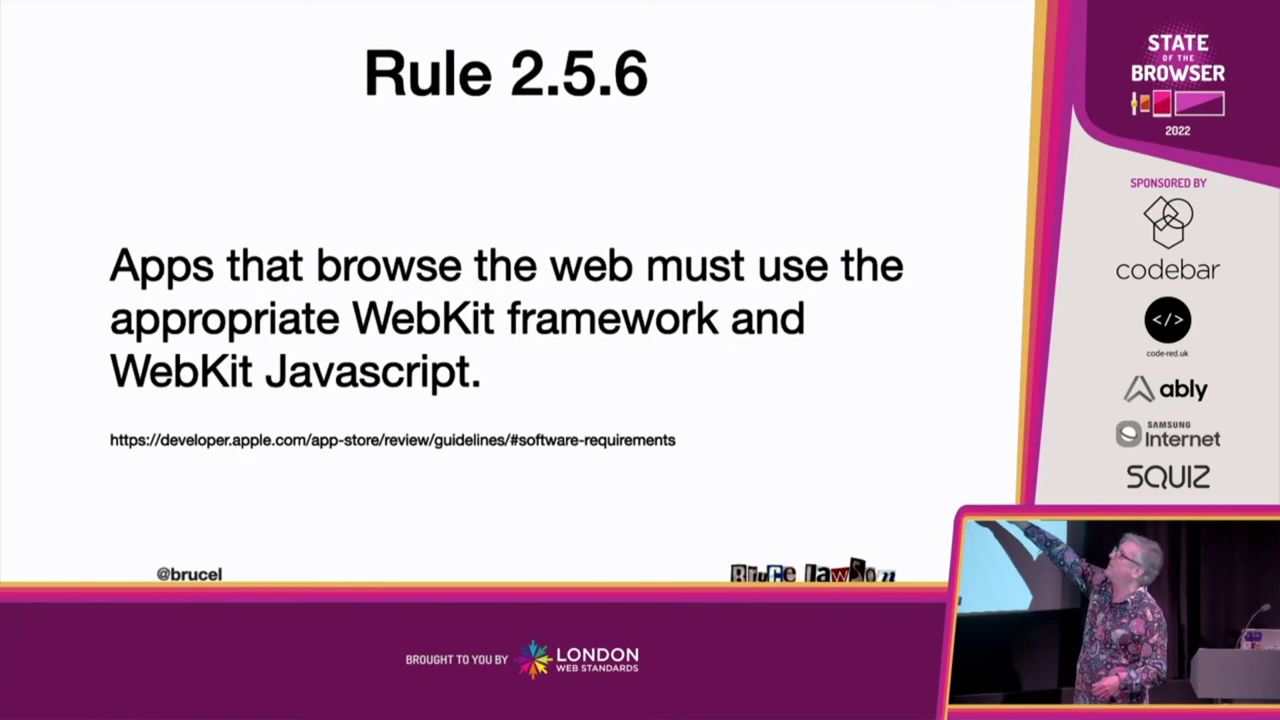 Rule 2.5.6
Apps that browse the web must use the
appropriate WebKit framework and
WebKit Javascript.
https://developer.apple.com/app-store/review/guidelines/#software-requirements
@brucel
Bruce Lawson
BROUGHT TO YOU BY
LONDON
WEB STANDARDS
STATE
OF THE
BROWSER
2022
SPONSORED BY
codebar
</>
code-red.uk
ably
SAMSUNG
Internet
SQUIZ